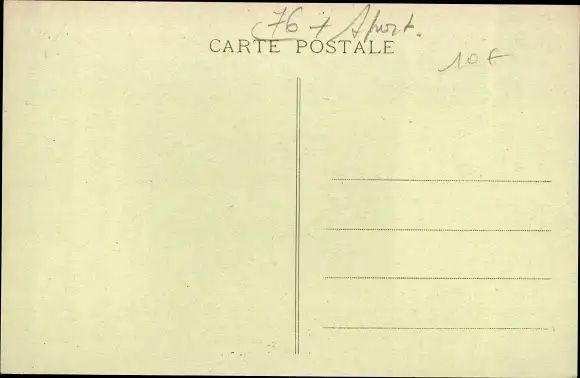 76 + Sport.
CARTE POSTALE
10 F